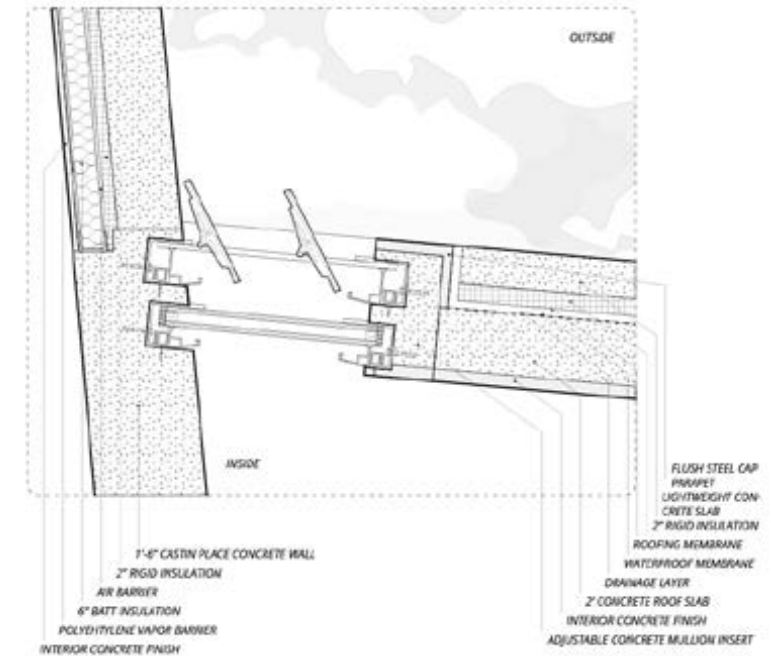 OUTSIDE
INSIDE
FLUSH STEEL CAP
PARAPET
LIGHTWEIGHT CON-
CRETE SLAB
2" RIGID INSULATION
ROOFING MEMBRANE
WATERPROOF MEMBRANE
DRAINAGE LAYER
2' CONCRETE ROOF SLAB
INTERIOR CONCRETE FINISH
ADJUSTABLE CONCRETE MULLION INSERT
1'-6" CASTIN PLACE CONCRETE WALL
2" RIGID INSULATION
AIR BARRIER
6" BATT INSULATION
POLYEHTYLENE VAPOR BARRIER
INTERIOR CONCRETE FINISH